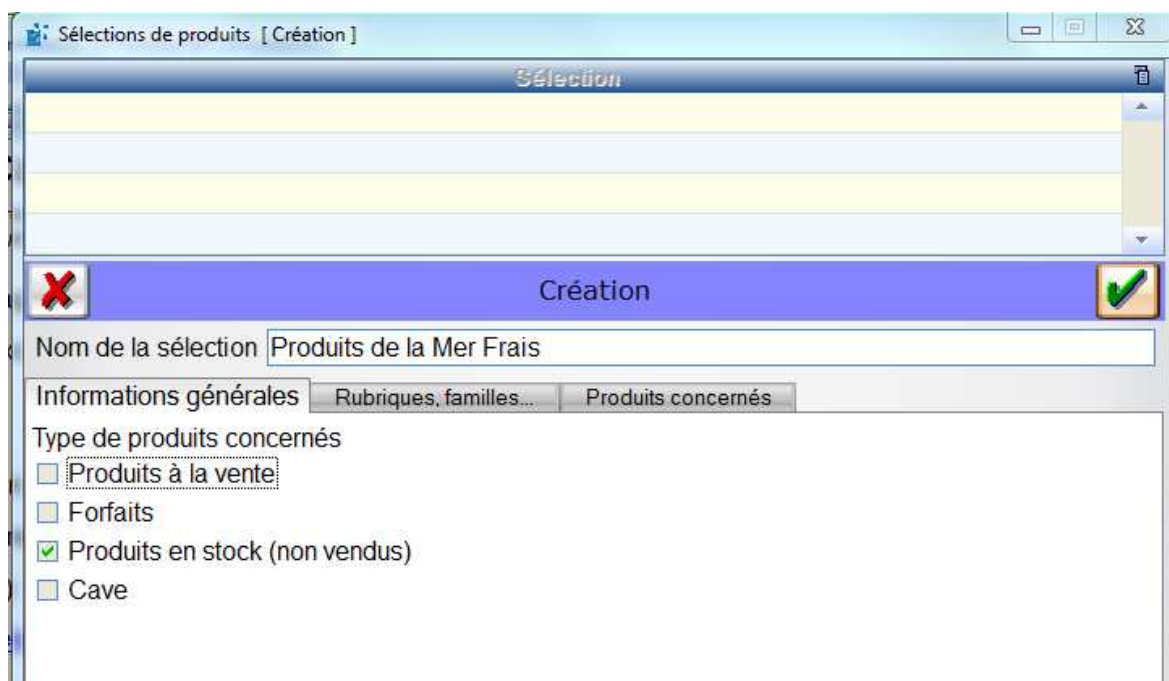 Sélections de produits [ Création ]
Sélection
Création
Nom de la sélection Produits de la Mer Frais
Informations générales Rubriques, familles... Produits concernés
Type de produits concernés
Produits à la vente
Forfaits
Produits en stock (non vendus)
Cave